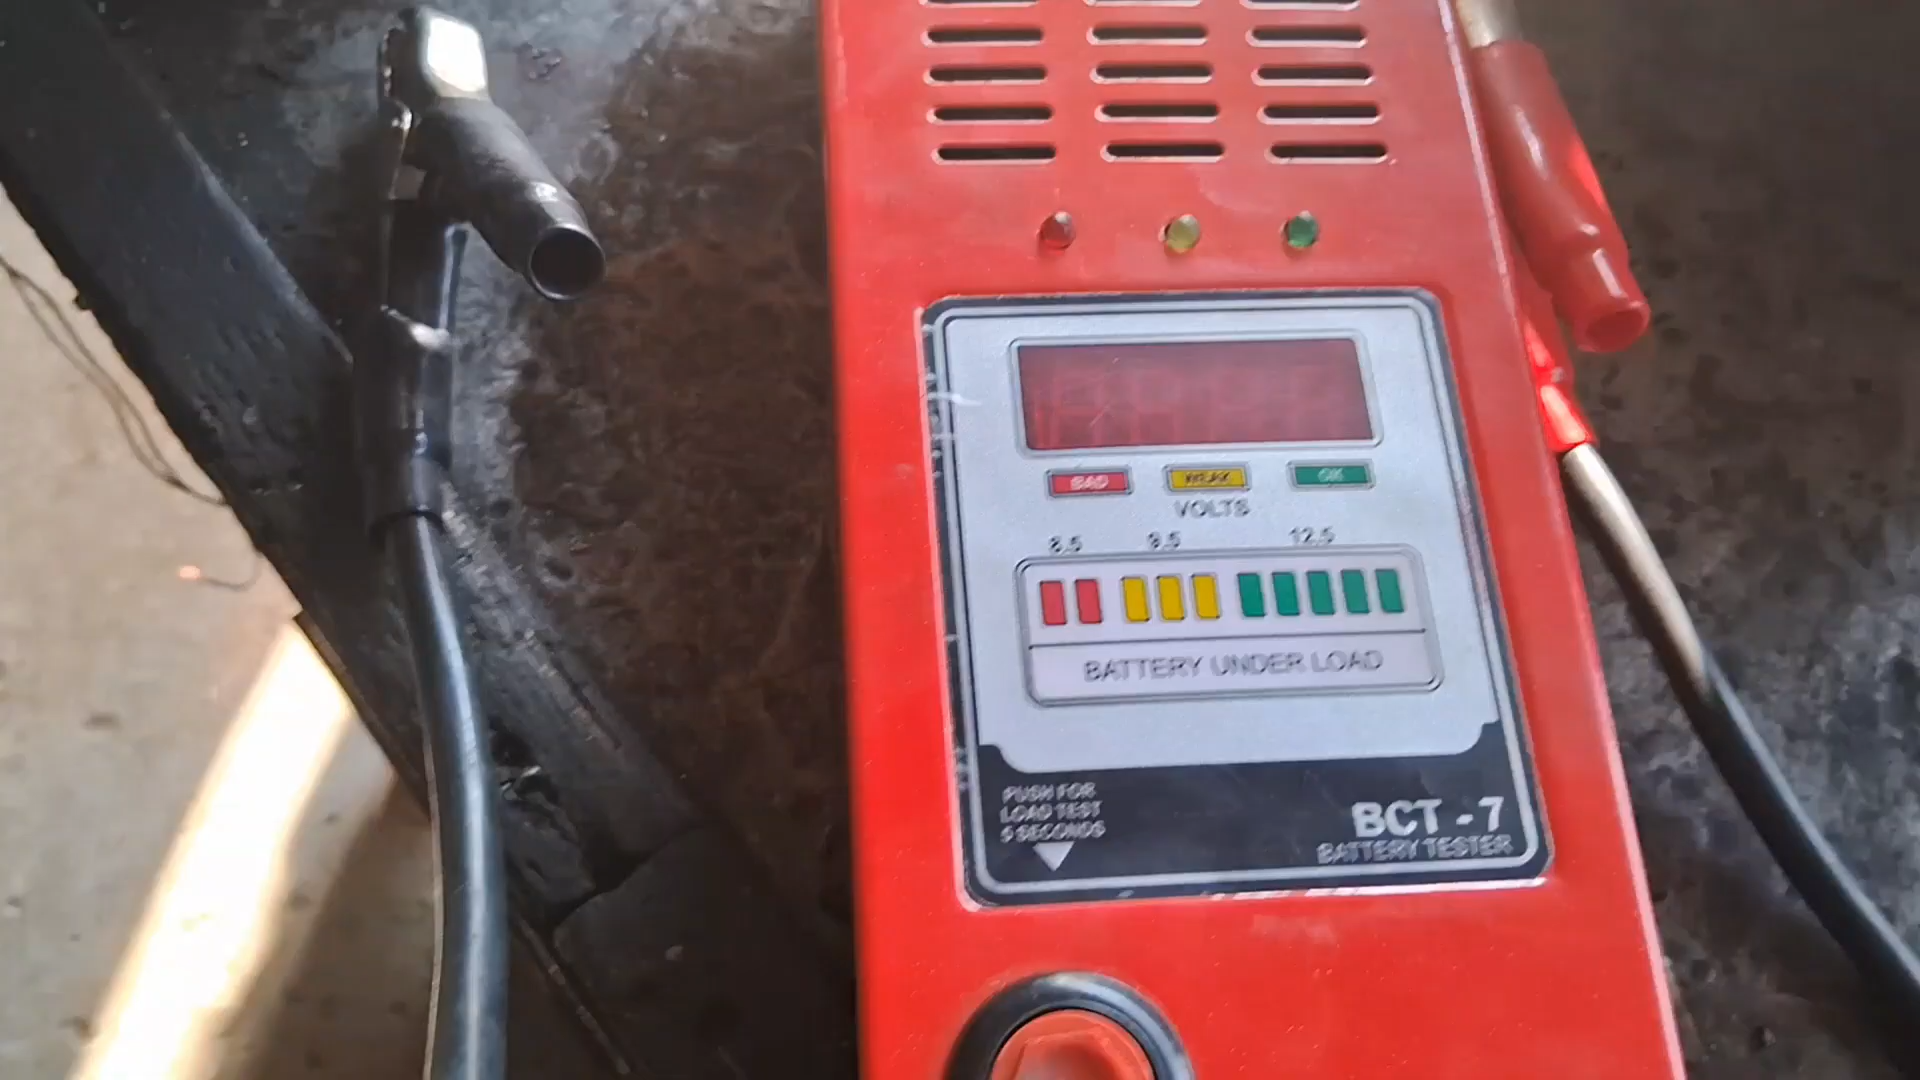 BAD WEAK OK
VOLTS
8.5 9.5 12.5
BATTERY UNDER LOAD
PUSH FOR
LOAD TEST
5 SECONDS
BCT - 7
BATTERY TESTER